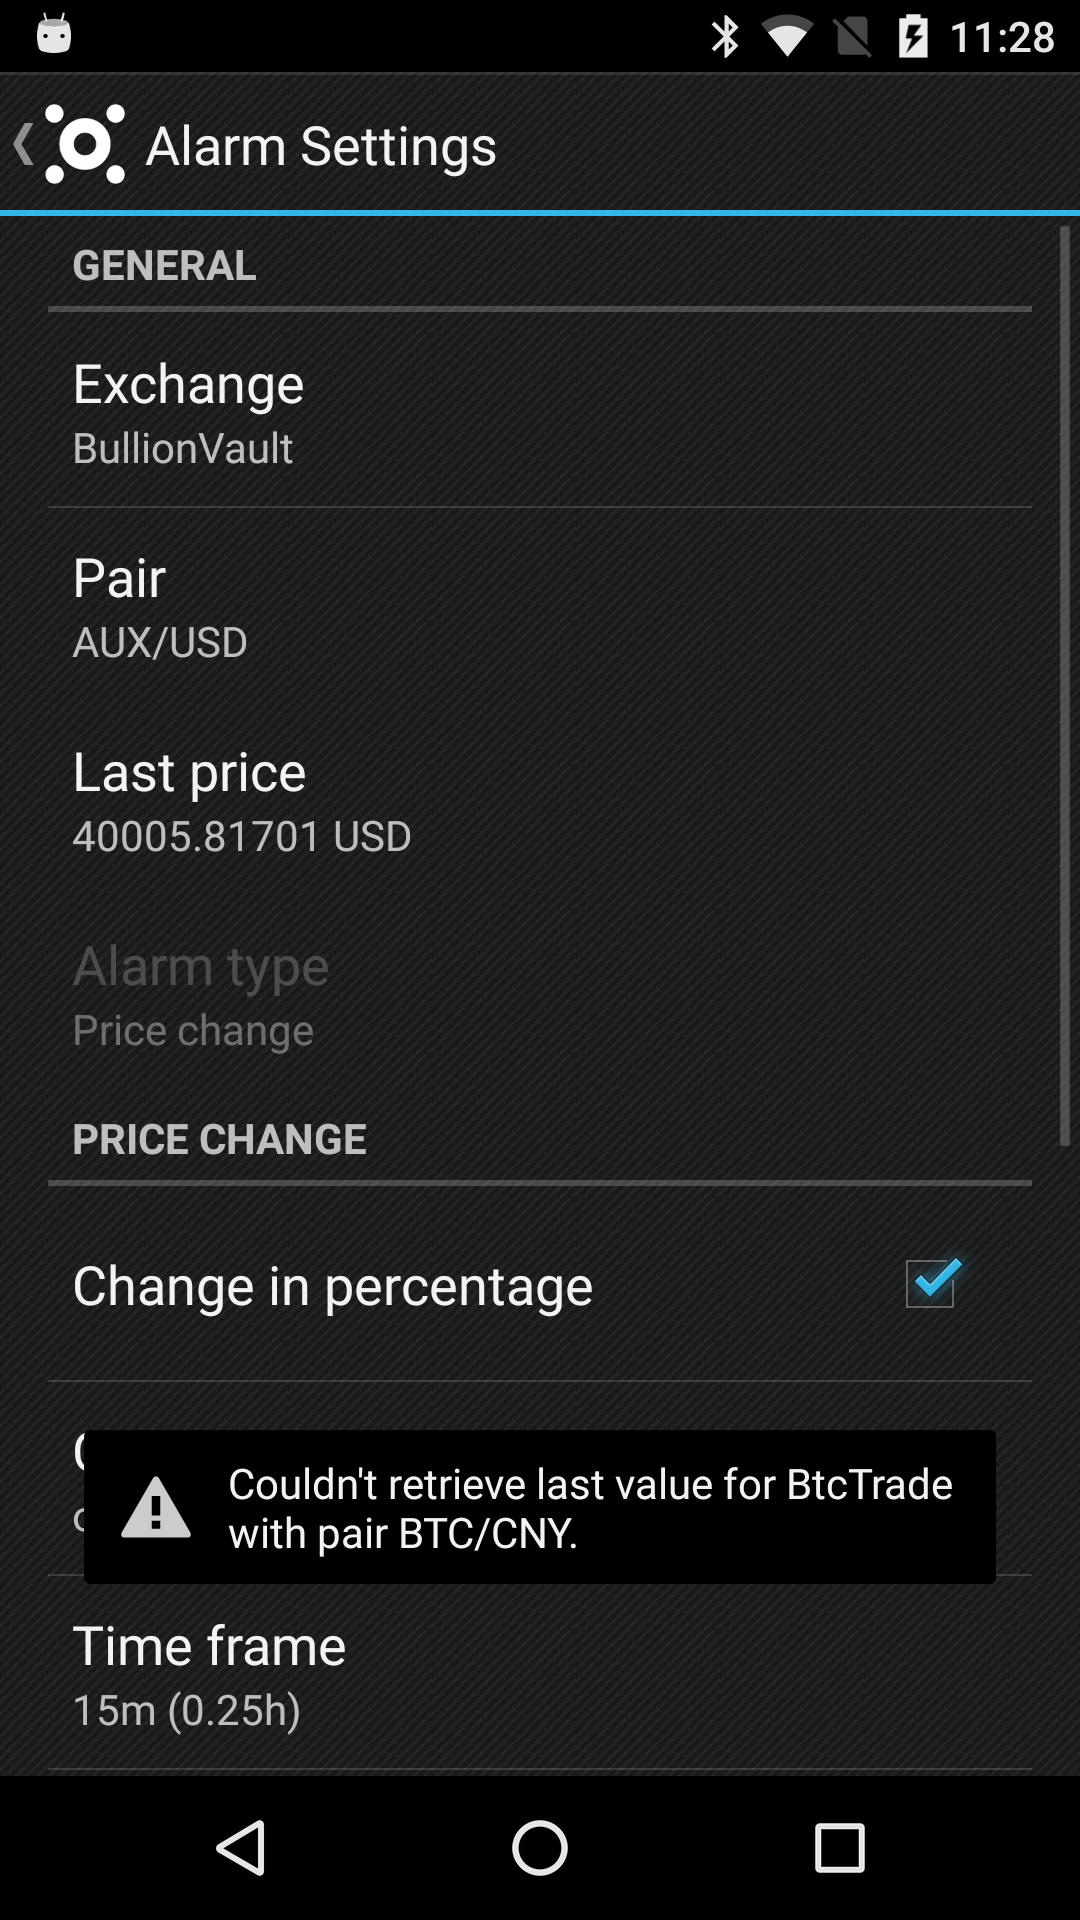 11:28
Alarm Settings
GENERAL
Exchange
BullionVault
Pair
AUX/USD
Last price
40005.81701 USD
Alarm type
Price change
PRICE CHANGE
Change in percentage
Couldn't retrieve last value for BtcTrade
with pair BTC/CNY.
Time frame
15m (0.25h)